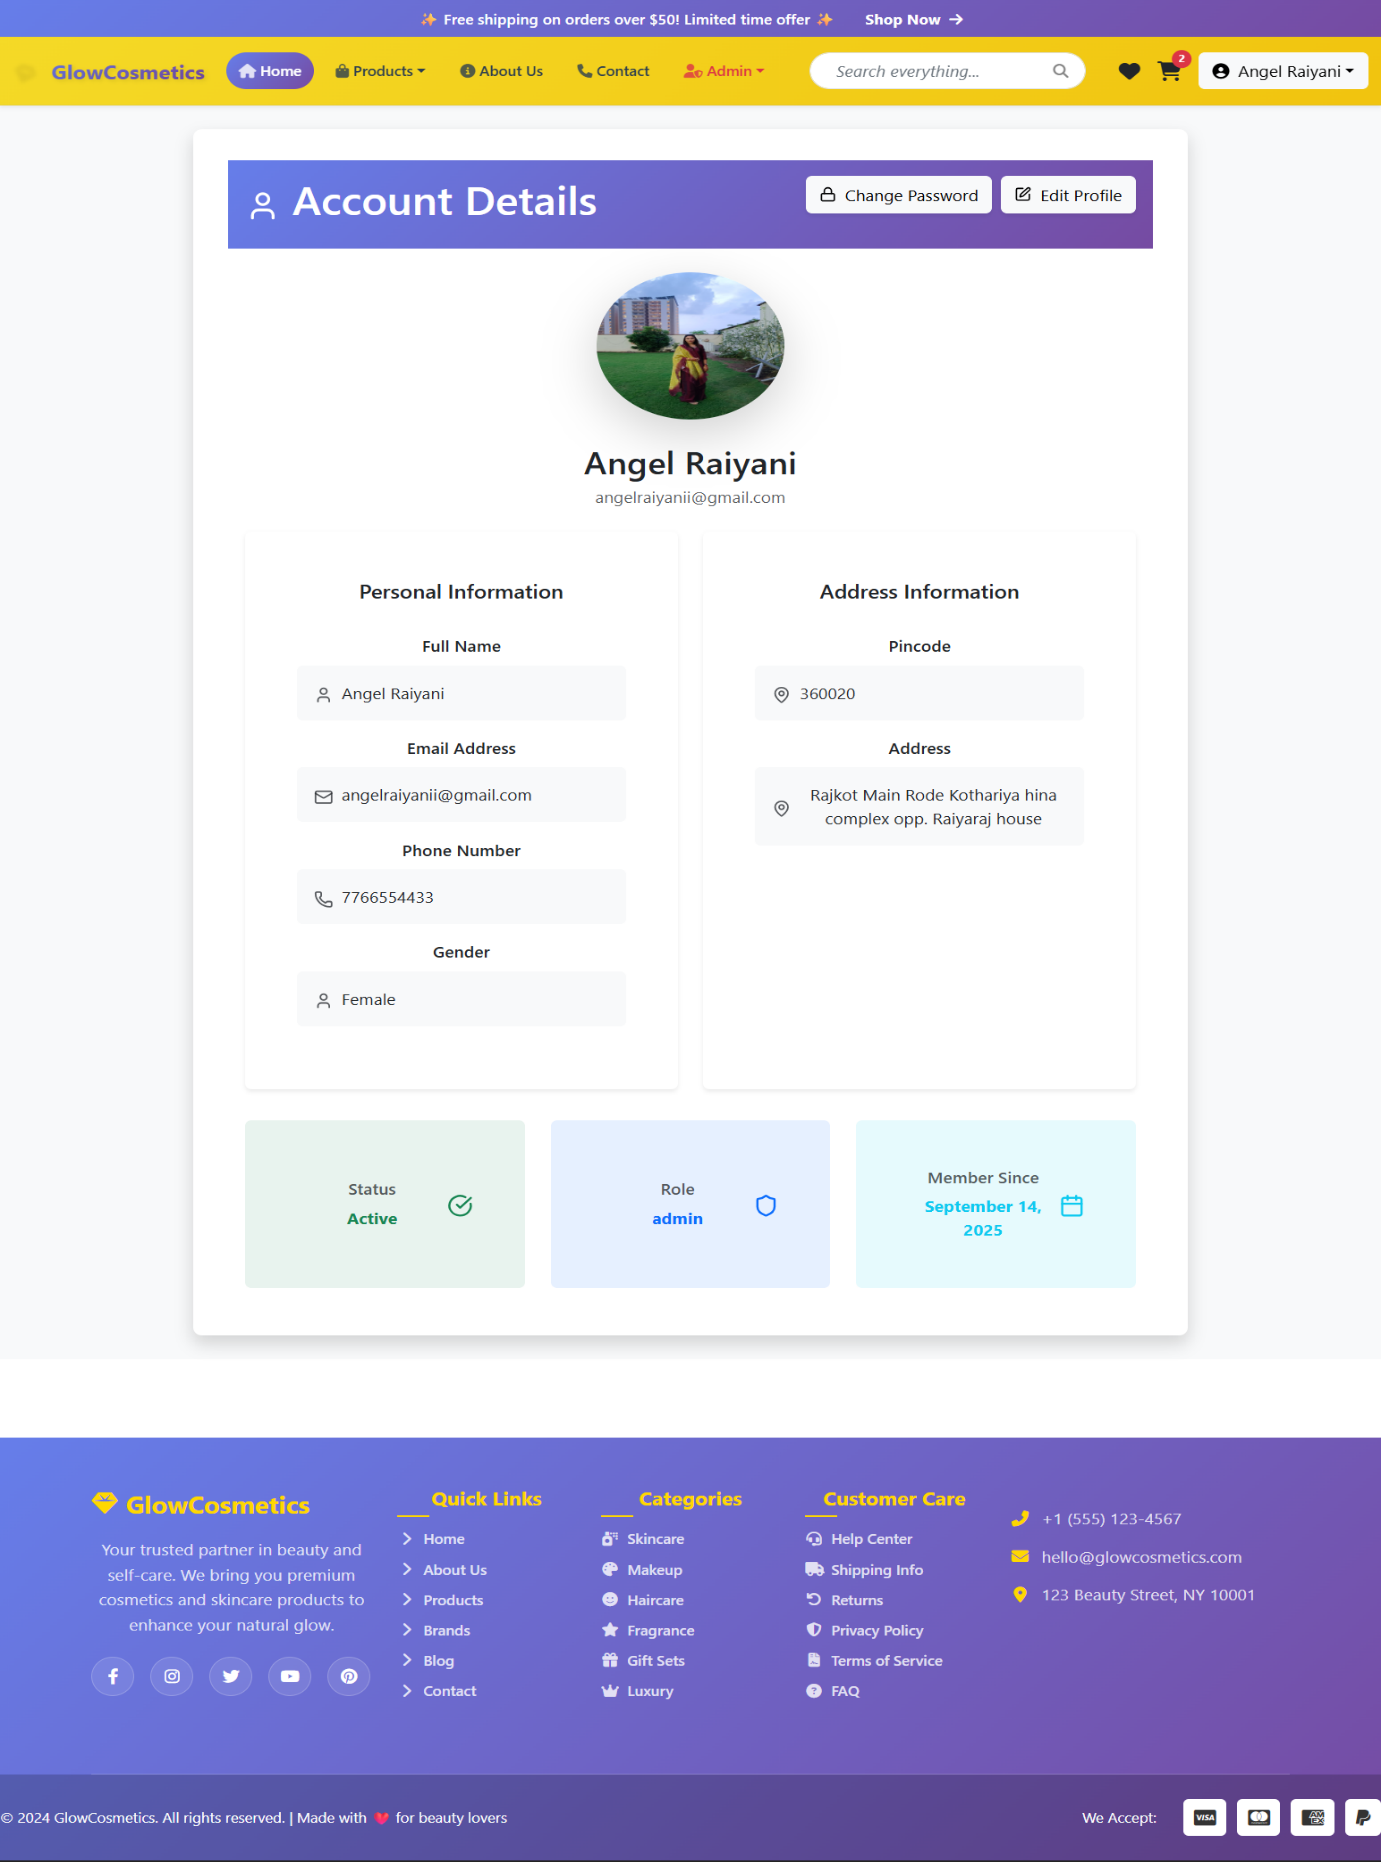 ✨ Free shipping on orders over $50! Limited time offer ✨ Shop Now →
GlowCosmetics Home Products About Us Contact Admin Search everything... 2 Angel Raiyani
Account Details
Change Password Edit Profile
Angel Raiyani
angelraiyanii@gmail.com
Personal Information
Full Name
Angel Raiyani
Email Address
angelraiyanii@gmail.com
Phone Number
7766554433
Gender
Female
Address Information
Pincode
360020
Address
Rajkot Main Rode Kothariya hina
complex opp. Raiyaraj house
Status
Active
Role
admin
Member Since
September 14,
2025
GlowCosmetics
Your trusted partner in beauty and
self-care. We bring you premium
cosmetics and skincare products to
enhance your natural glow.
Quick Links
Home
About Us
Products
Brands
Blog
Contact
Categories
Skincare
Makeup
Haircare
Fragrance
Gift Sets
Luxury
Customer Care
Help Center
Shipping Info
Returns
Privacy Policy
Terms of Service
FAQ
+1 (555) 123-4567
hello@glowcosmetics.com
123 Beauty Street, NY 10001
© 2024 GlowCosmetics. All rights reserved. | Made with ❤ for beauty lovers
We Accept: VISA AMEX